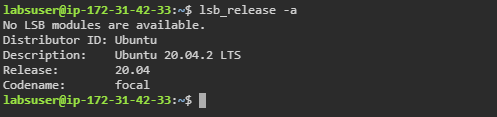 labsuser@ip-172-31-42-33:~$ lsb_release -a
No LSB modules are available.
Distributor ID: Ubuntu
Description:    Ubuntu 20.04.2 LTS
Release:        20.04
Codename:       focal
labsuser@ip-172-31-42-33:~$